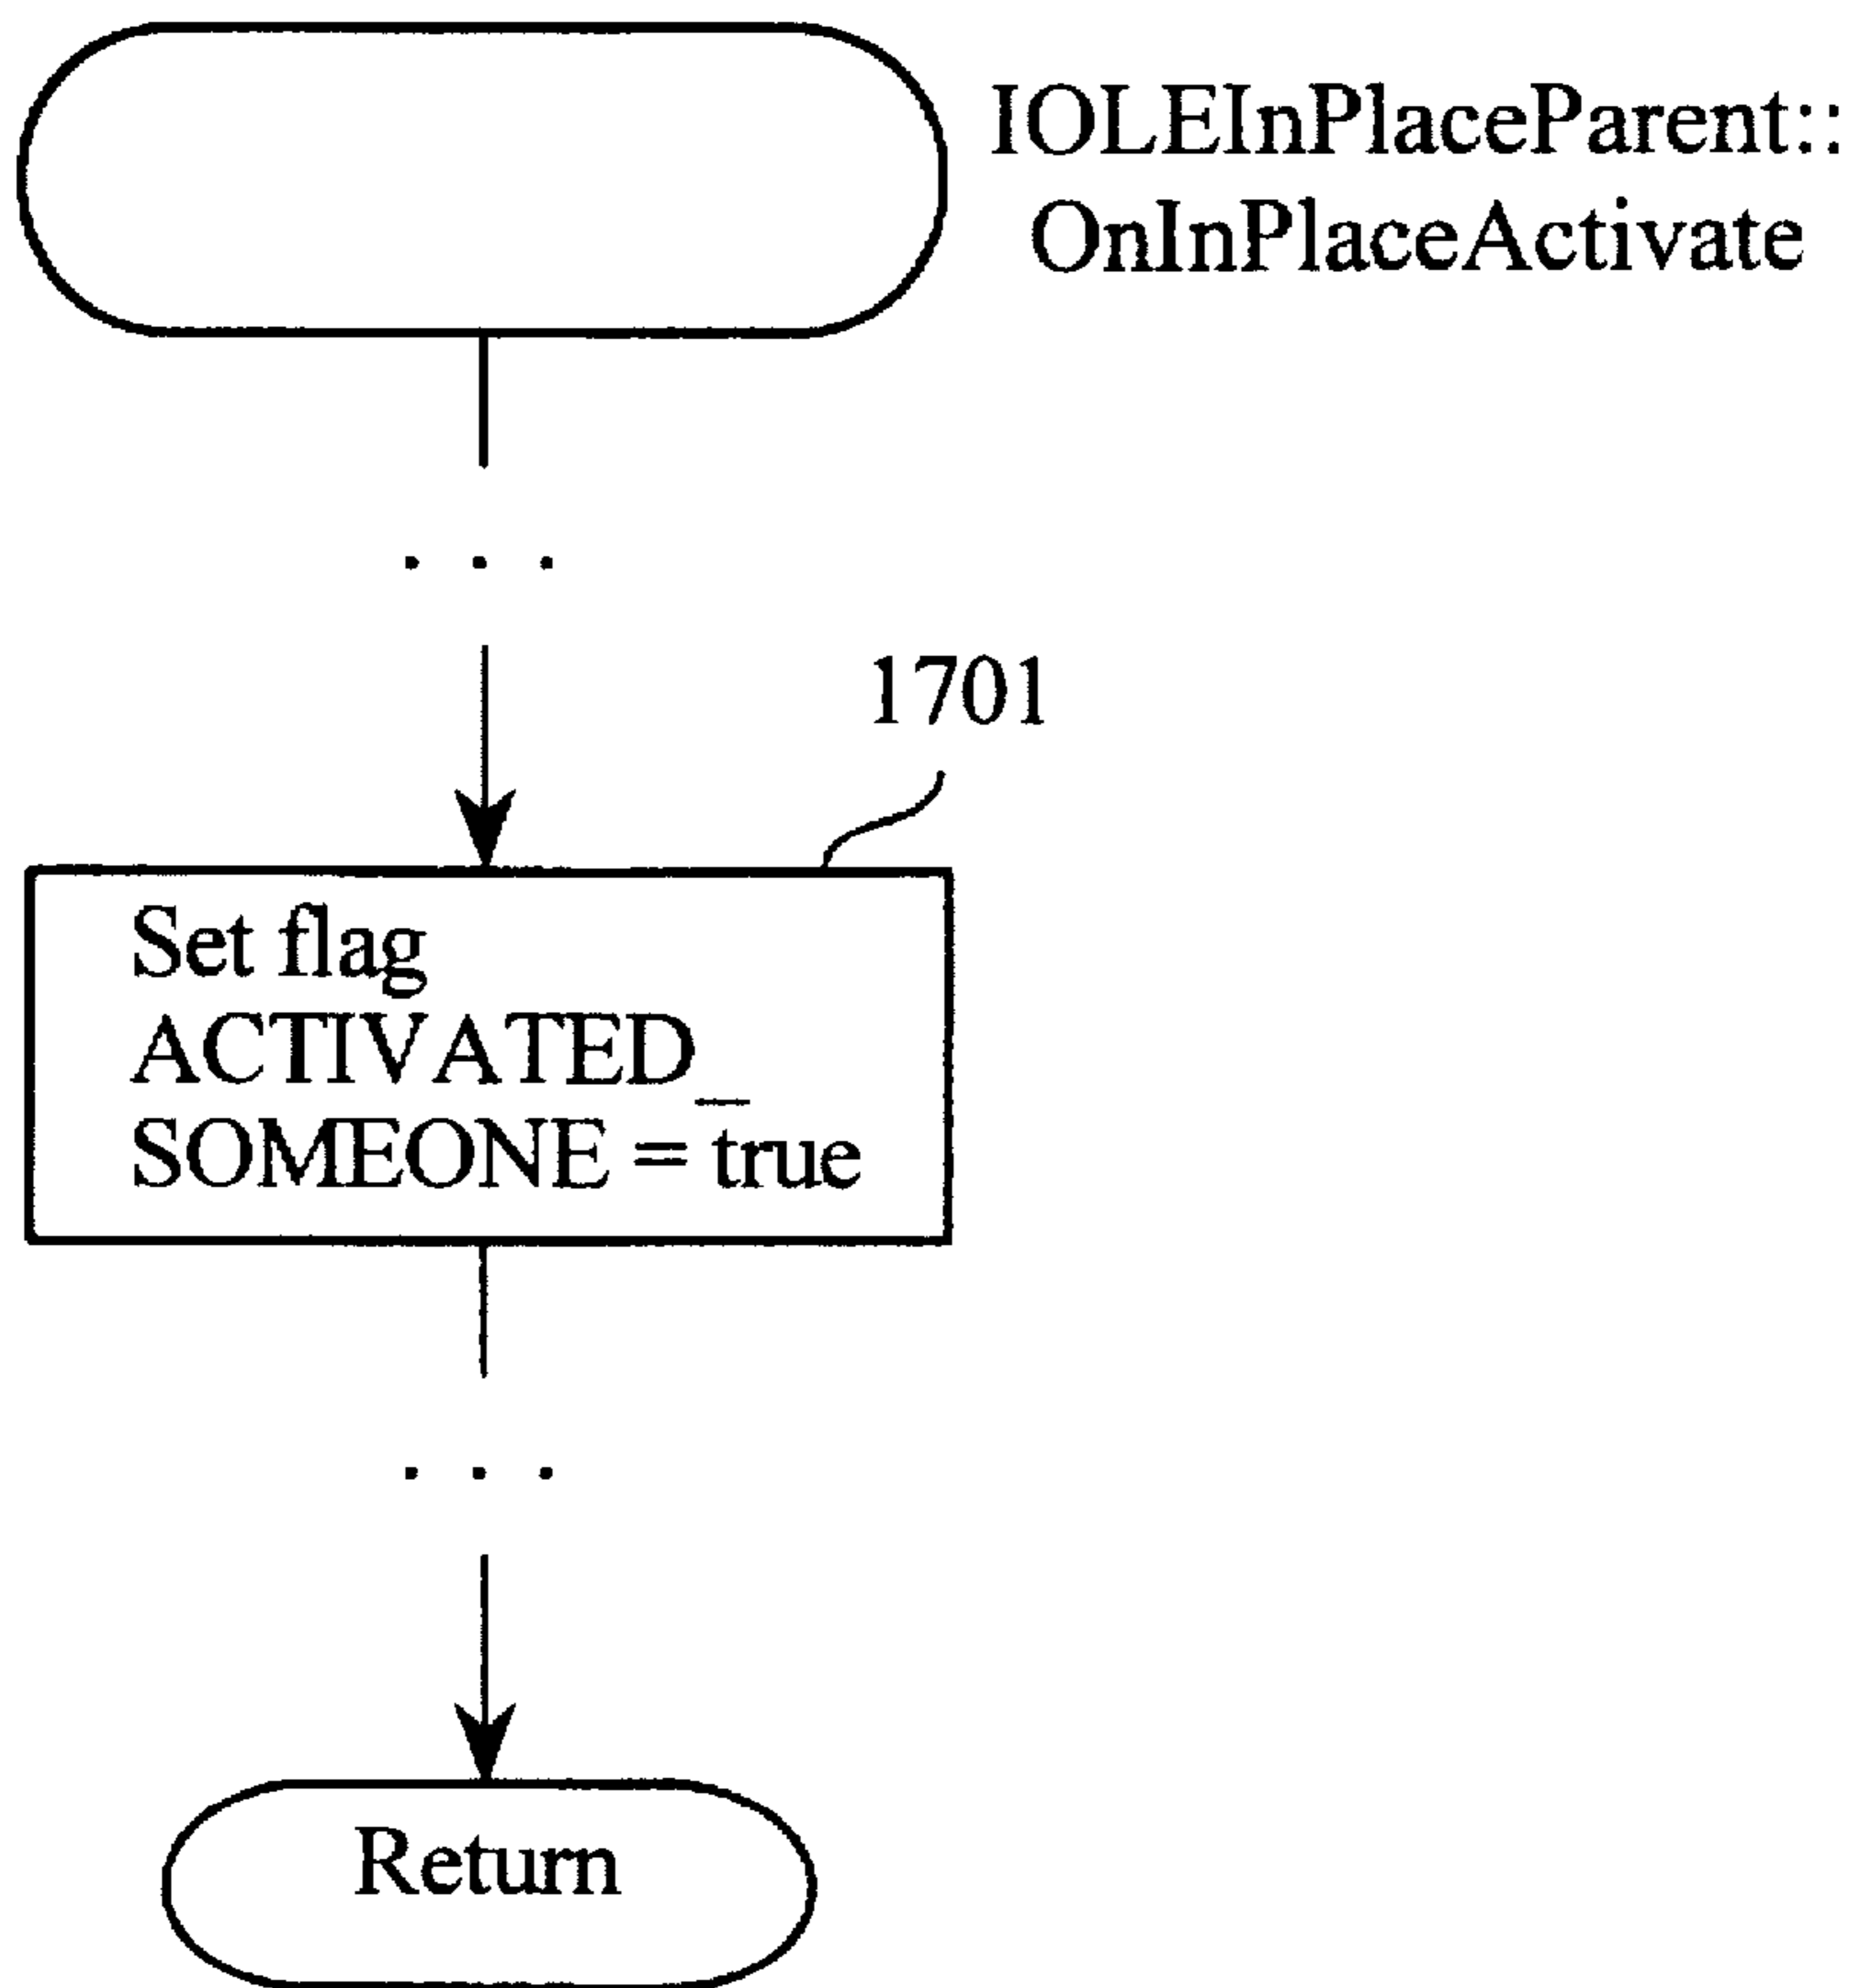 IOLEInPlaceParent::
OnInPlaceActivate
. . .
1701
Set flag
ACTIVATED_
SOMEONE = true
. . .
Return